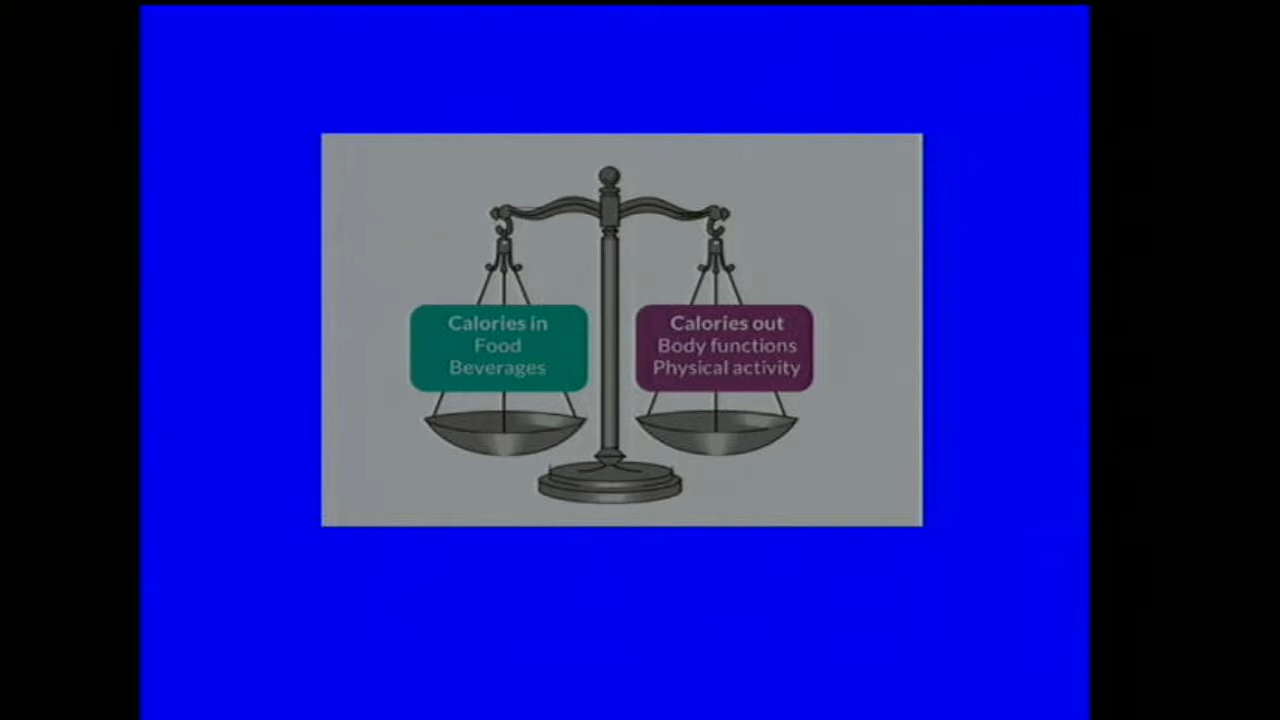 Calories in
Food
Beverages
Calories out
Body functions
Physical activity